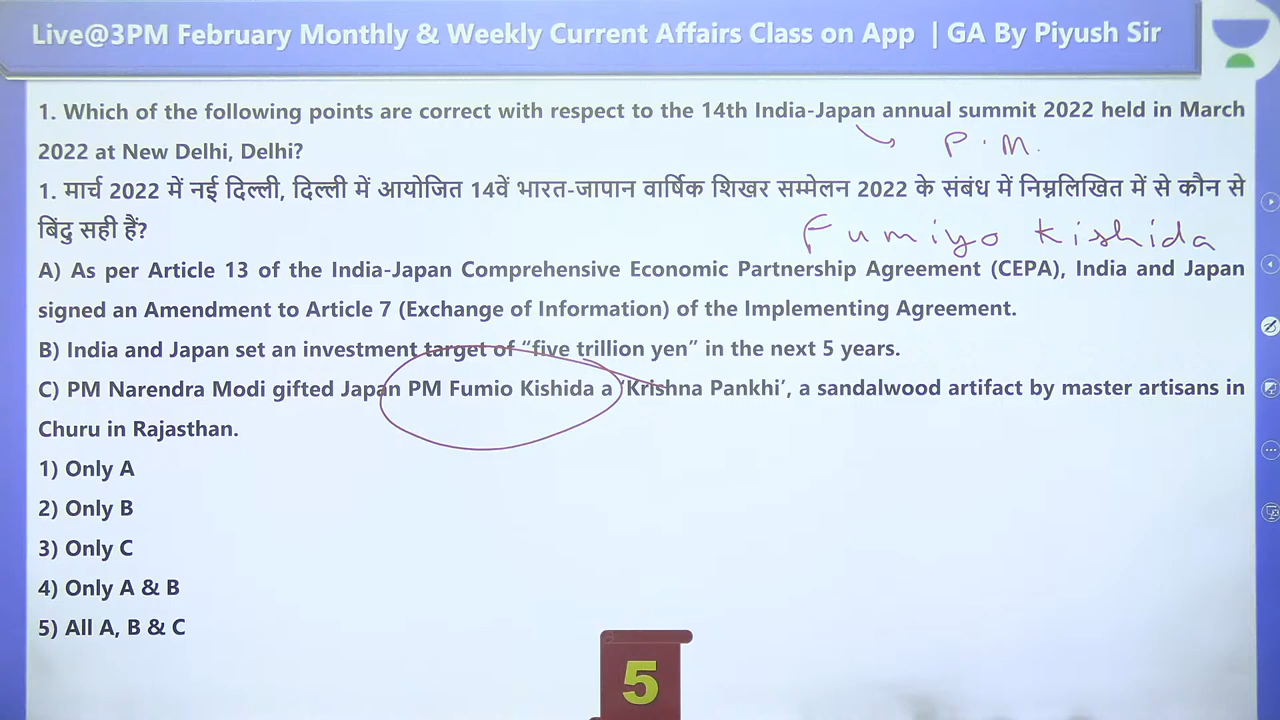 Live@3PM February Monthly & Weekly Current Affairs Class on App | GA By Piyush Sir
1. Which of the following points are correct with respect to the 14th India-Japan annual summit 2022 held in March
2022 at New Delhi, Delhi?
P.M.
1. मार्च 2022 में नई दिल्ली, दिल्ली में आयोजित 14वें भारत-जापान वार्षिक शिखर सम्मेलन 2022 के संबंध में निम्नलिखित में से कौन से
बिंदु सही हैं?
Fumiyo Kishida
A) As per Article 13 of the India-Japan Comprehensive Economic Partnership Agreement (CEPA), India and Japan
signed an Amendment to Article 7 (Exchange of Information) of the Implementing Agreement.
B) India and Japan set an investment target of “five trillion yen” in the next 5 years.
C) PM Narendra Modi gifted Japan PM Fumio Kishida a ‘Krishna Pankhi’, a sandalwood artifact by master artisans in
Churu in Rajasthan.
1) Only A
2) Only B
3) Only C
4) Only A & B
5) All A, B & C
5